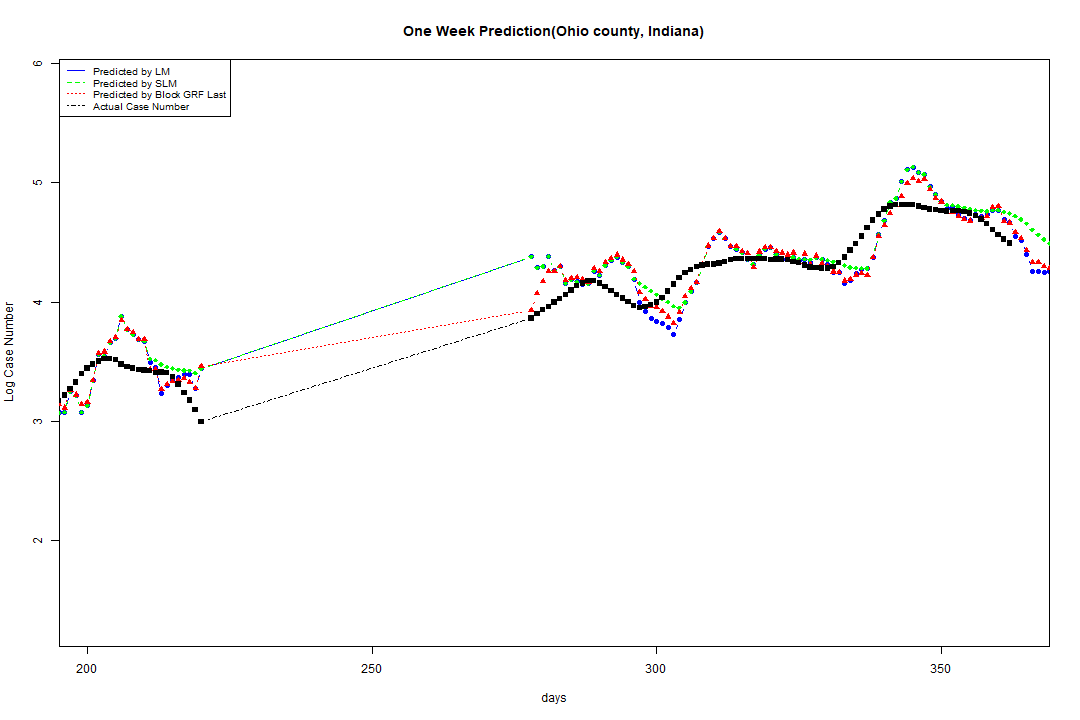 One Week Prediction(Ohio county, Indiana)
Predicted by LM
Predicted by SLM
Predicted by Block GRF Last
Actual Case Number
6
5
4
3
2
Log Case Number
200
250
300
350
days